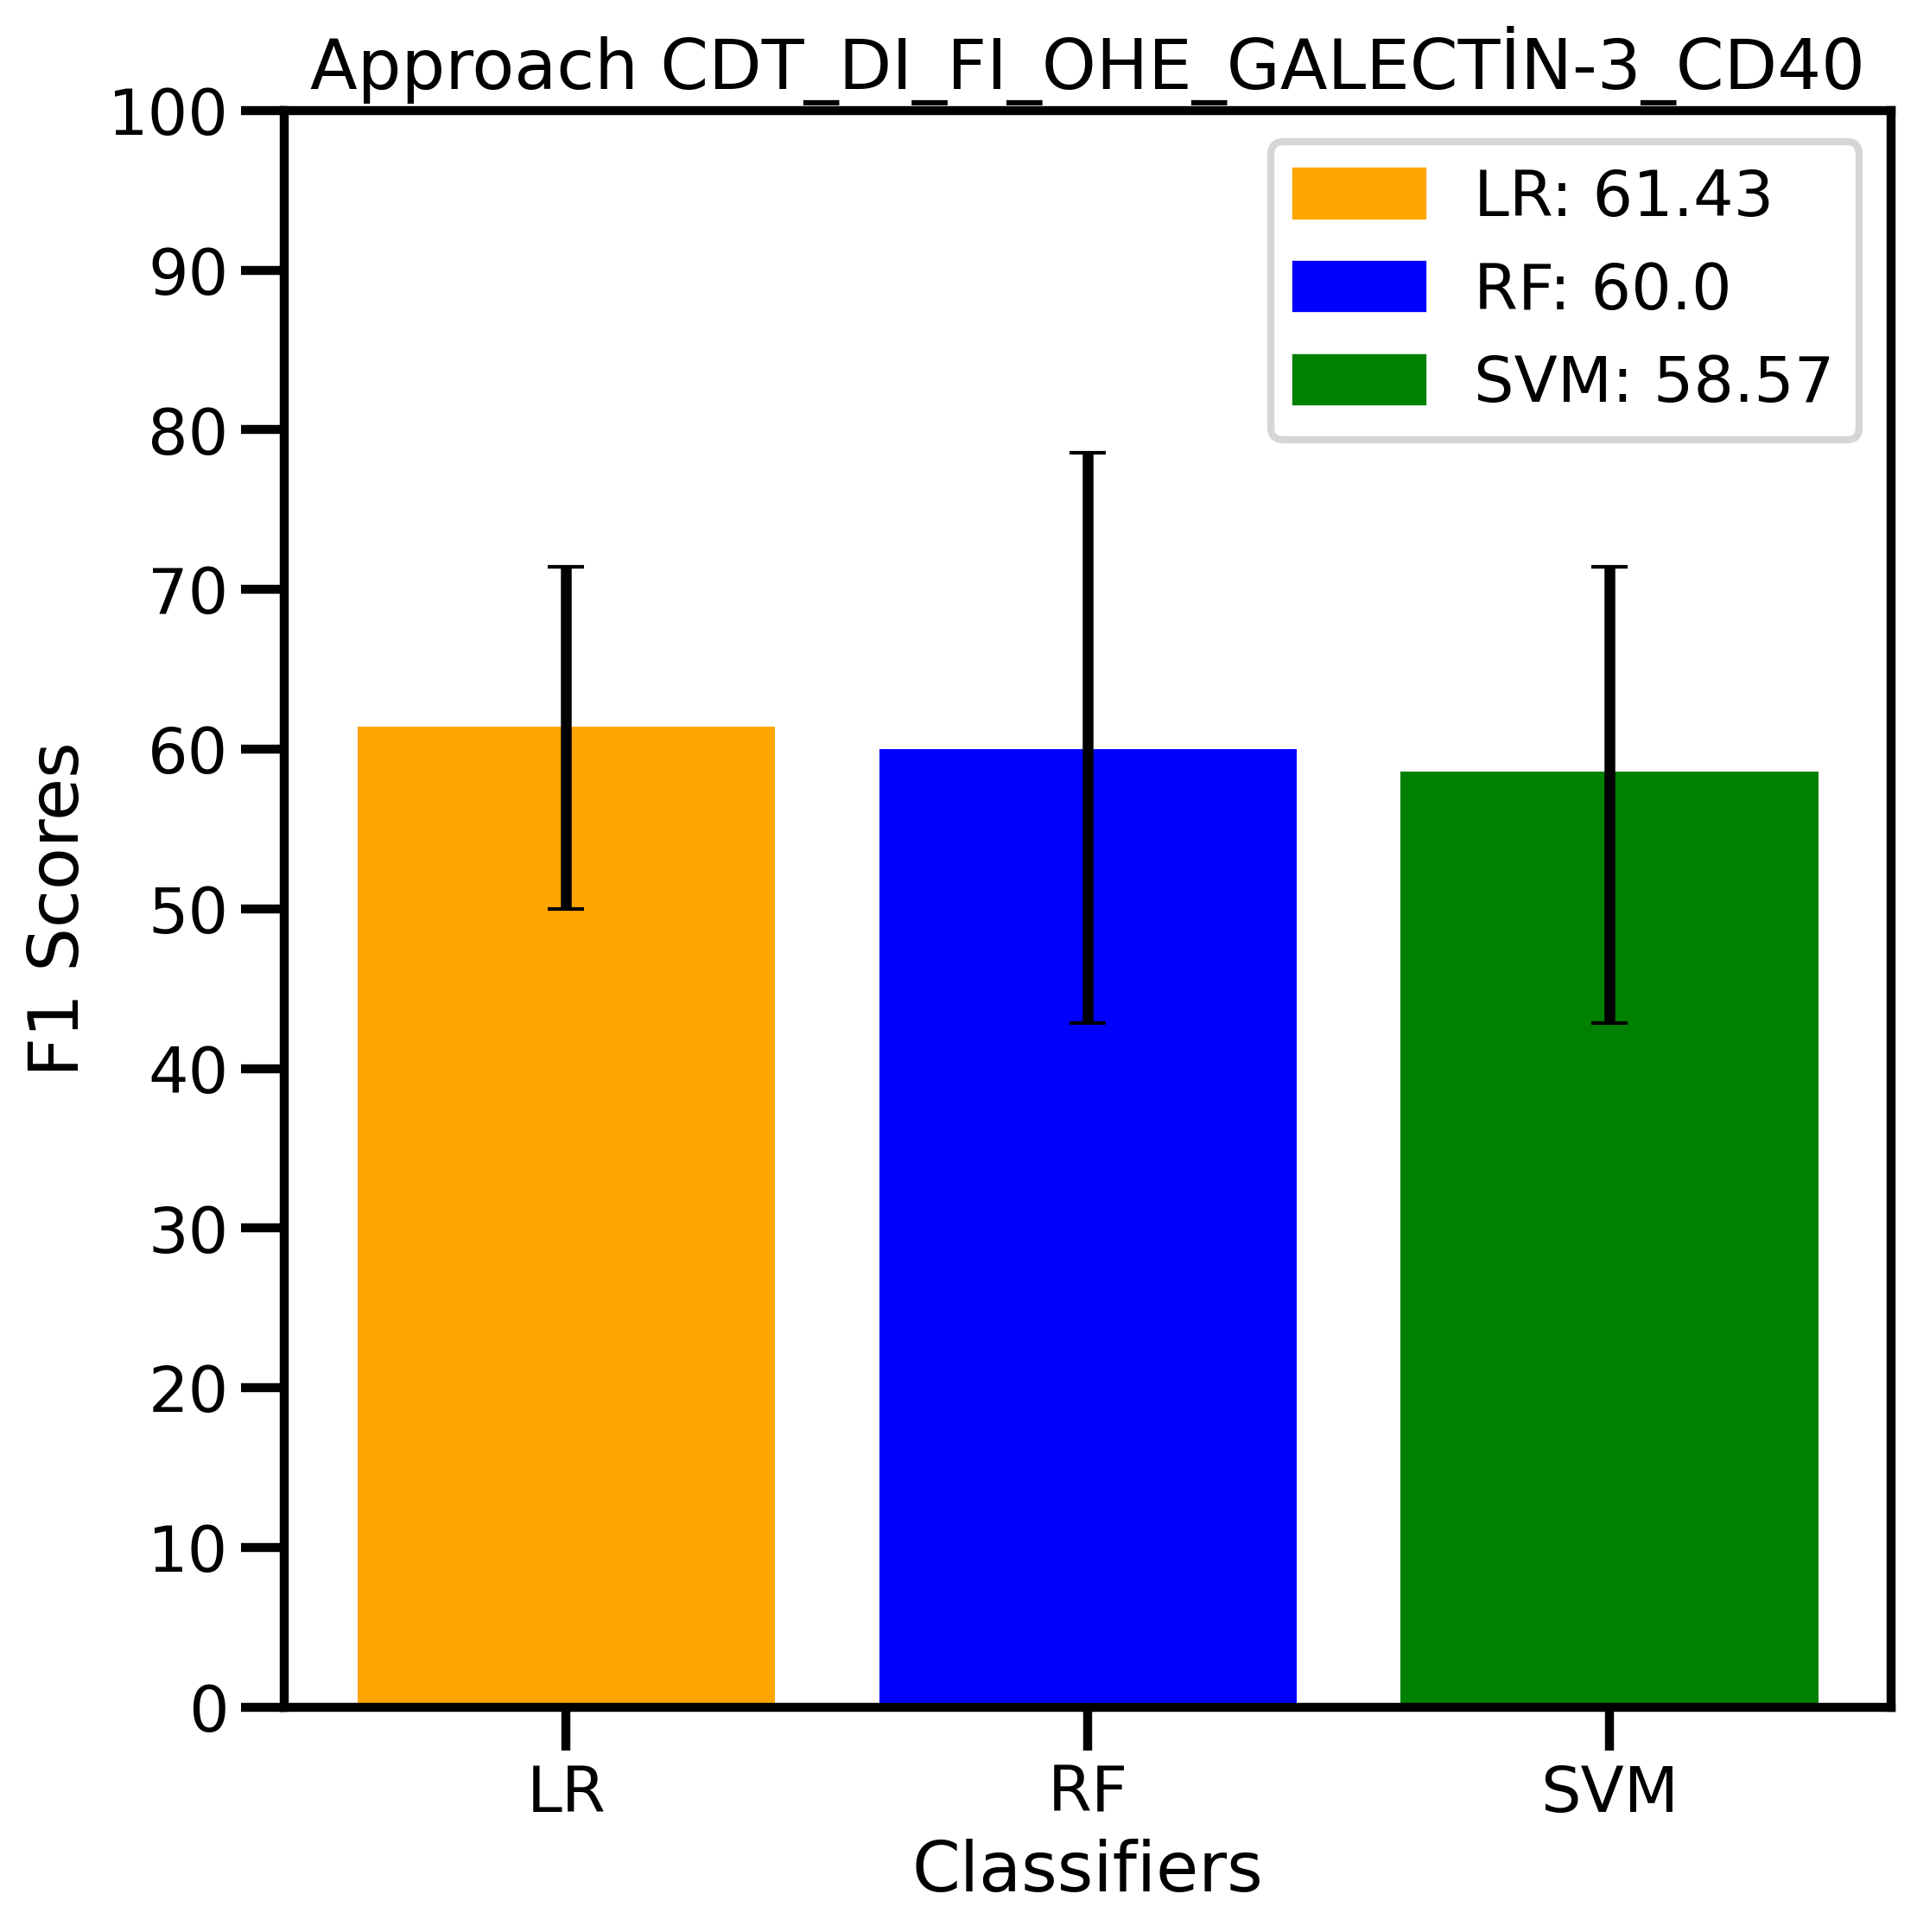 Approach CDT_DI_FI_OHE_GALECTİN-3_CD40
LR: 61.43
RF: 60.0
SVM: 58.57
F1 Scores
100
90
80
70
60
50
40
30
20
10
0
LR
RF
SVM
Classifiers